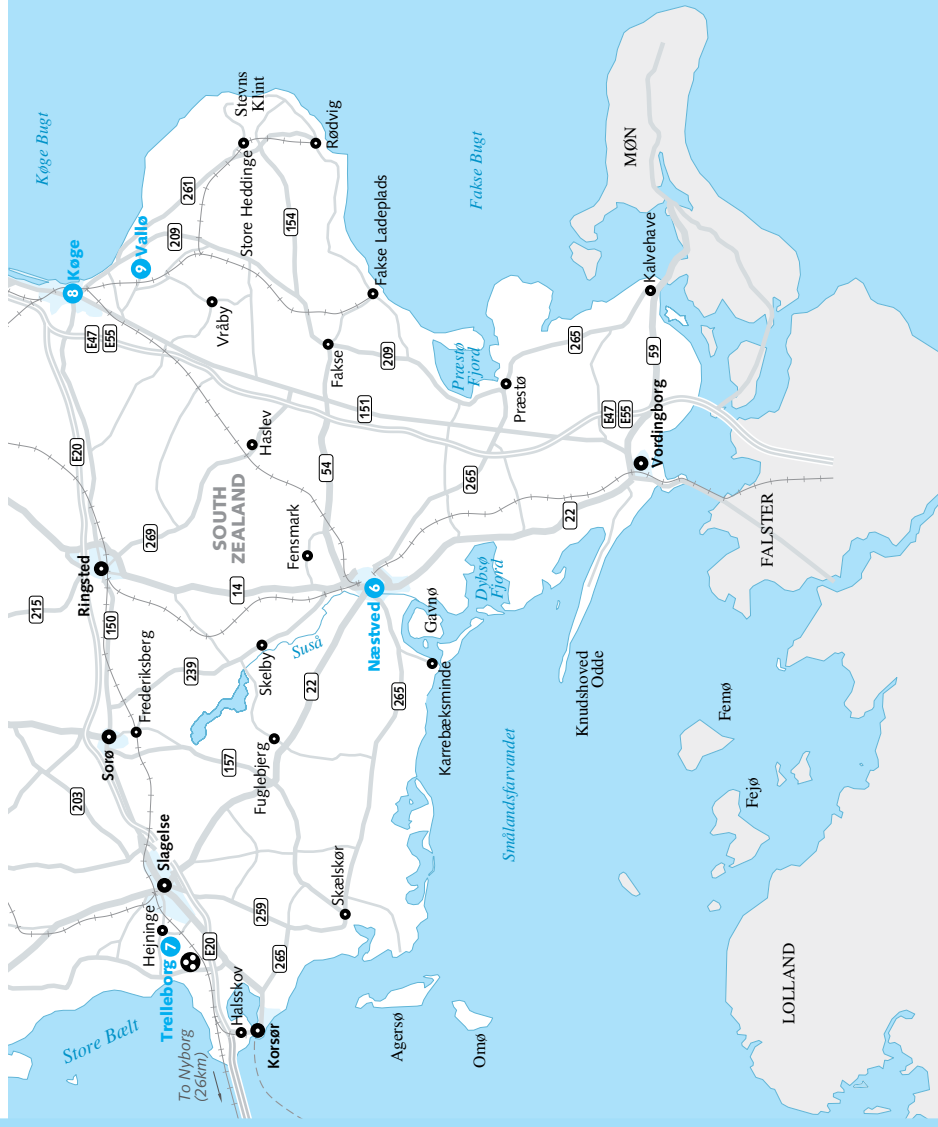 Køge Bugt
8 Køge
9 Vallø
261
209
Stevns
Klint
Store Heddinge
Rødvig
154
Vråby
E47
E55
Fakse Ladeplads
Fakse
209
Fakse Bugt
E20
Haslev
151
54
SOUTH
ZEALAND
Præstø
Fjord
Præstø
265
265
MØN
Kalvehave
59
E47
E55
Vordingborg
22
215
Ringsted
150
269
14
Fensmark
Næstved 6
Gavnø
Dybsø
Fjord
Suså
Skelby
239
Frederiksberg
Sorø
203
157
Fuglebjerg
22
265
Karrebæksminde
Knudshoved
Odde
Smålandsfarvandet
FALSTER
Femø
Fejø
LOLLAND
Slagelse
Hejninge
Trelleborg 7
E20
259
265
Skælskør
Halsskov
Korsør
Store Bælt
To Nyborg
(26km)
Agersø
Omø